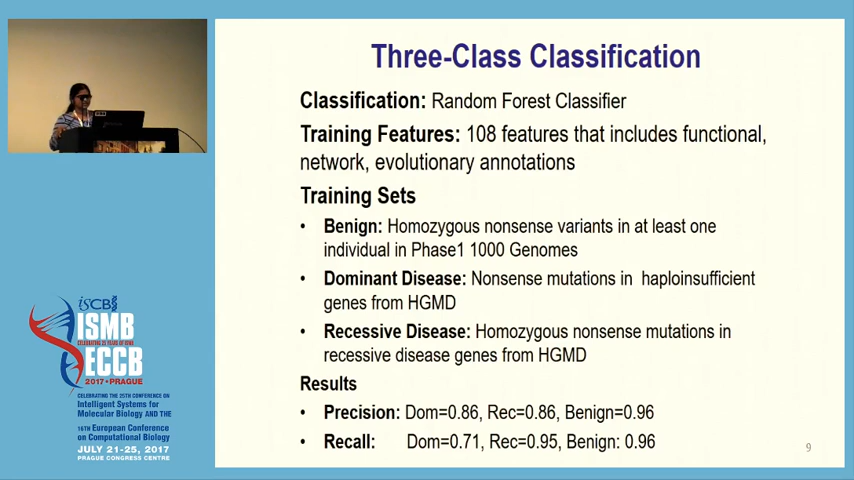 Three-Class Classification
Classification: Random Forest Classifier
Training Features: 108 features that includes functional,
network, evolutionary annotations
Training Sets
• Benign: Homozygous nonsense variants in at least one
individual in Phase1 1000 Genomes
• Dominant Disease: Nonsense mutations in haploinsufficient
genes from HGMD
• Recessive Disease: Homozygous nonsense mutations in
recessive disease genes from HGMD
Results
• Precision: Dom=0.86, Rec=0.86, Benign=0.96
• Recall: Dom=0.71, Rec=0.95, Benign: 0.96
9
ISCB
ISMB
CELEBRATING 25 YEARS OF ISMB
ECCB
2017 • PRAGUE
CELEBRATING THE 25TH CONFERENCE ON
Intelligent Systems for
Molecular Biology AND THE
16TH European Conference
on Computational Biology
JULY 21-25, 2017
PRAGUE CONGRESS CENTRE